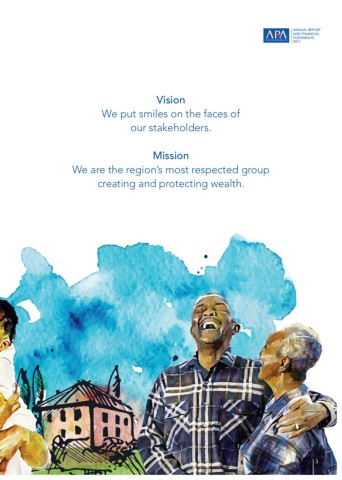 APA
ANNUAL REPORT
AND FINANCIAL
STATEMENTS
2017
Vision
We put smiles on the faces of
our stakeholders.
Mission
We are the region's most respected group
creating and protecting wealth.
3